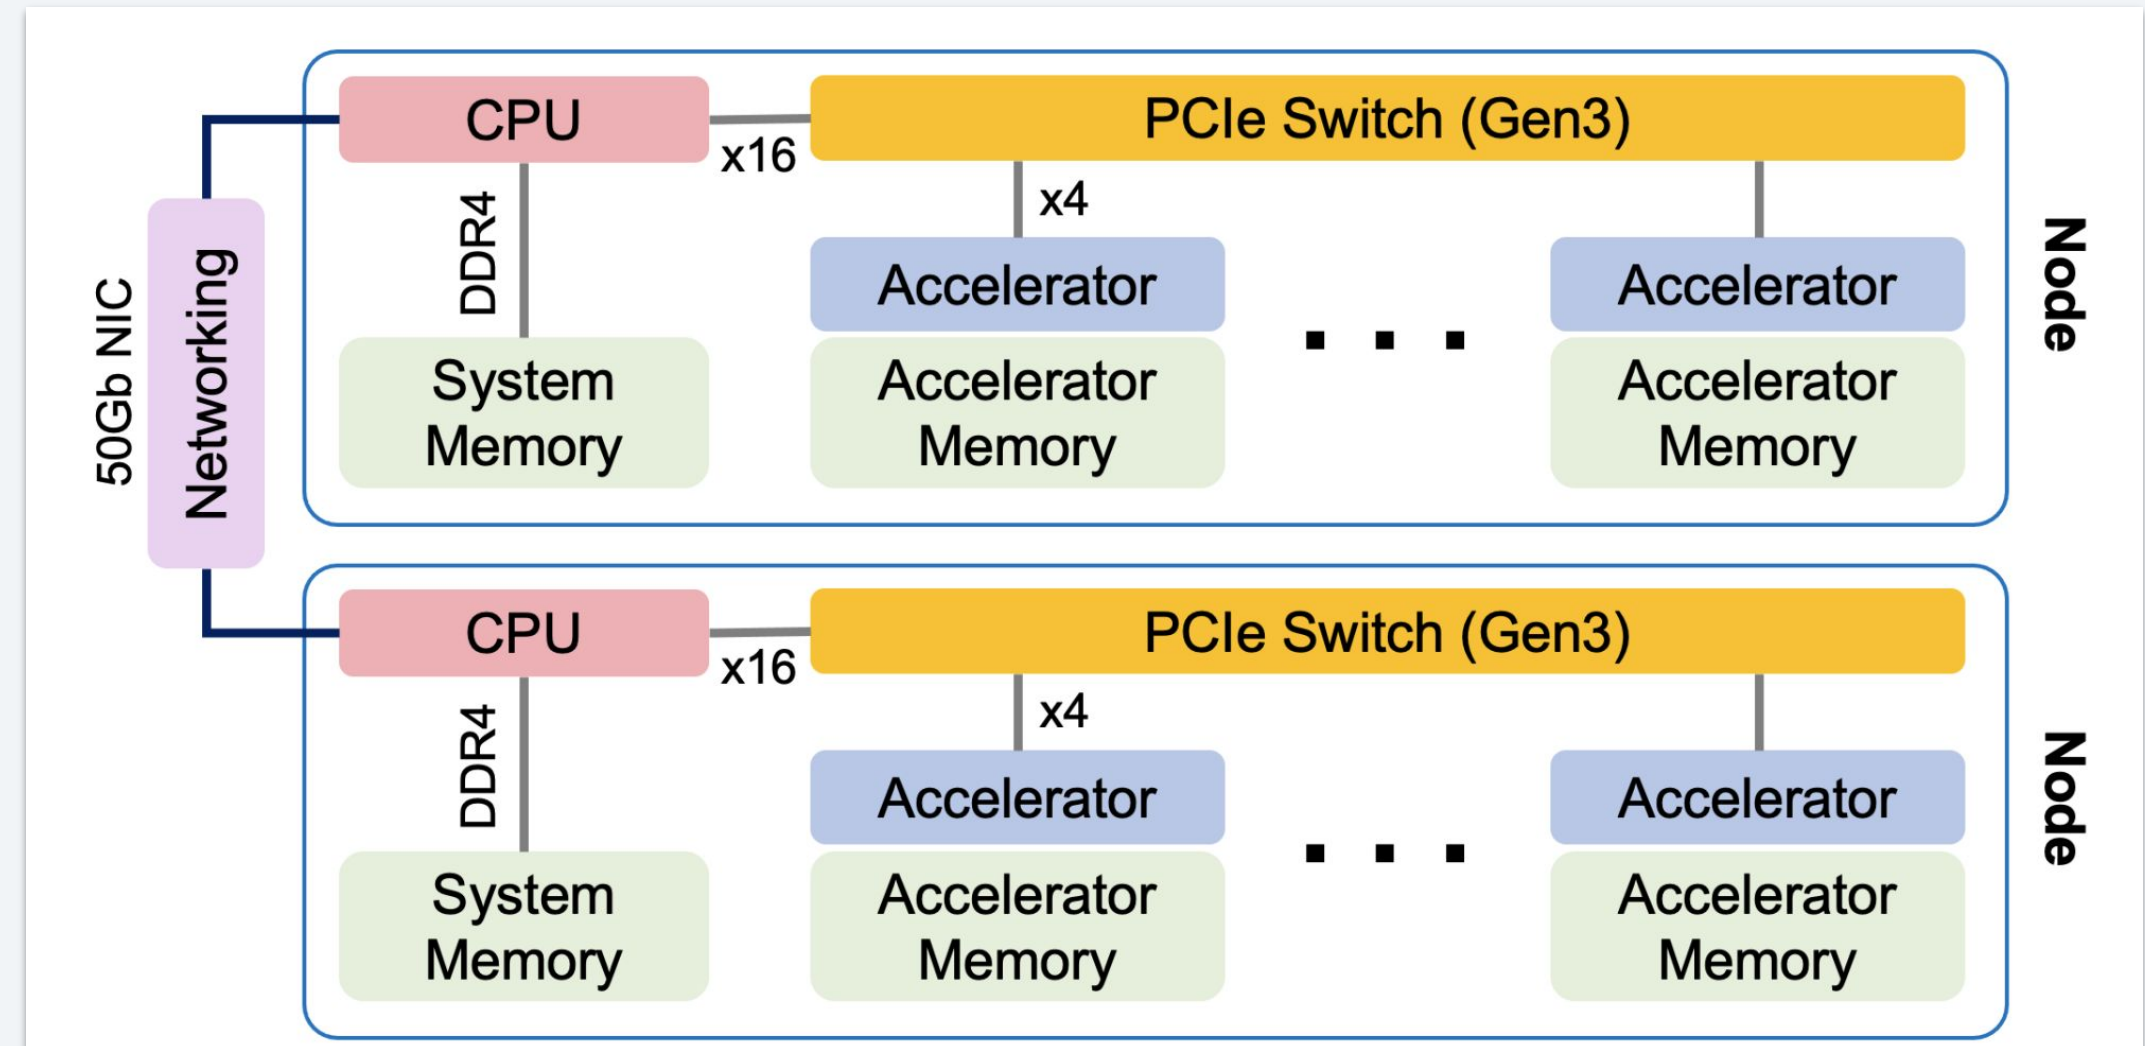 50Gb NIC
Networking
CPU
x16
PCIe Switch (Gen3)
DDR4
x4
Accelerator
Accelerator
System
Memory
Accelerator
Memory
Accelerator
Memory
Node
CPU
x16
PCIe Switch (Gen3)
DDR4
x4
Accelerator
Accelerator
System
Memory
Accelerator
Memory
Accelerator
Memory
Node